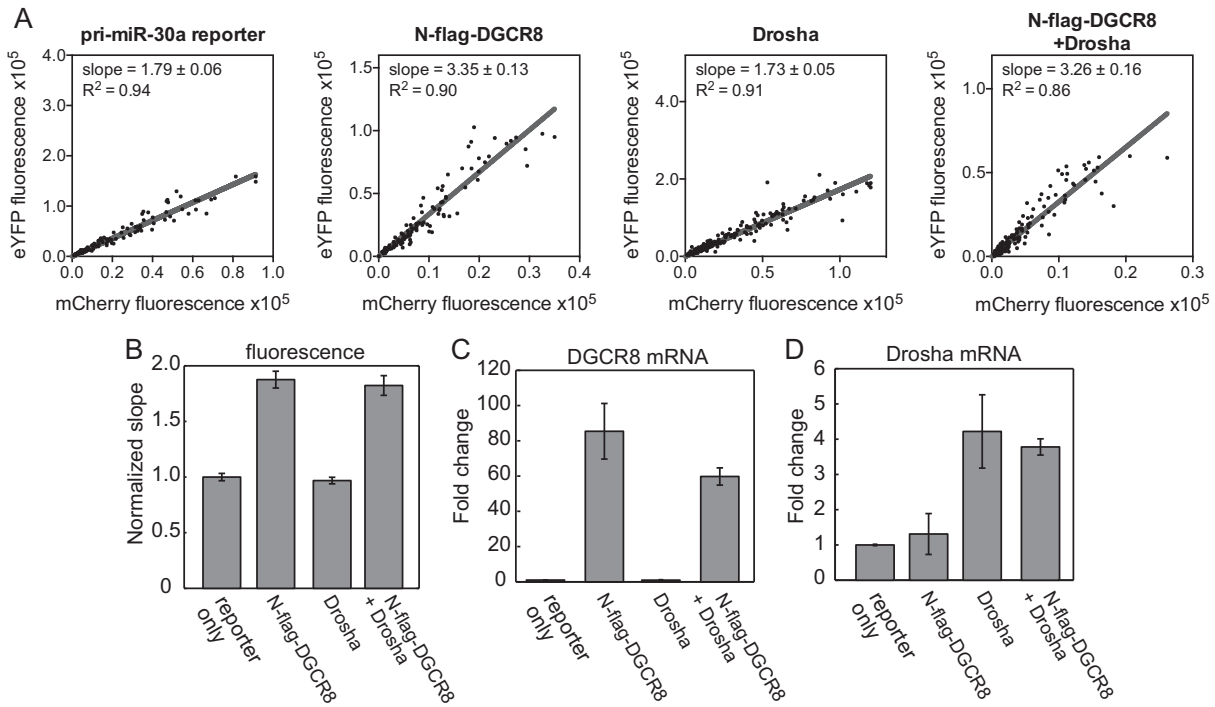 A
pri-miR-30a reporter
eYFP fluorescence x10⁵
4.0
3.0
2.0
1.0
0.0
slope = 1.79 ± 0.06
R² = 0.94
0 0.2 0.4 0.6 0.8 1.0
mCherry fluorescence x10⁵
N-flag-DGCR8
eYFP fluorescence x10⁵
1.5
1.0
0.5
0.0
slope = 3.35 ± 0.13
R² = 0.90
0.0 0.1 0.2 0.3 0.4
mCherry fluorescence x10⁵
Drosha
eYFP fluorescence x10⁵
4.0
2.0
0.0
slope = 1.73 ± 0.05
R² = 0.91
0.0 0.5 1.0
mCherry fluorescence x10⁵
N-flag-DGCR8
+Drosha
eYFP fluorescence x10⁵
1.0
0.5
0.0
slope = 3.26 ± 0.16
R² = 0.86
0.0 0.1 0.2 0.3
mCherry fluorescence x10⁵
B
fluorescence
Normalized slope
2.0
1.5
1.0
0.5
0
reporter
only
N-flag-DGCR8
Drosha
N-flag-DGCR8
+ Drosha
C
DGCR8 mRNA
Fold change
120
100
80
60
40
20
0
reporter
only
N-flag-DGCR8
Drosha
N-flag-DGCR8
+ Drosha
D
Drosha mRNA
Fold change
6
5
4
3
2
1
0
reporter
only
N-flag-DGCR8
Drosha
N-flag-DGCR8
+ Drosha